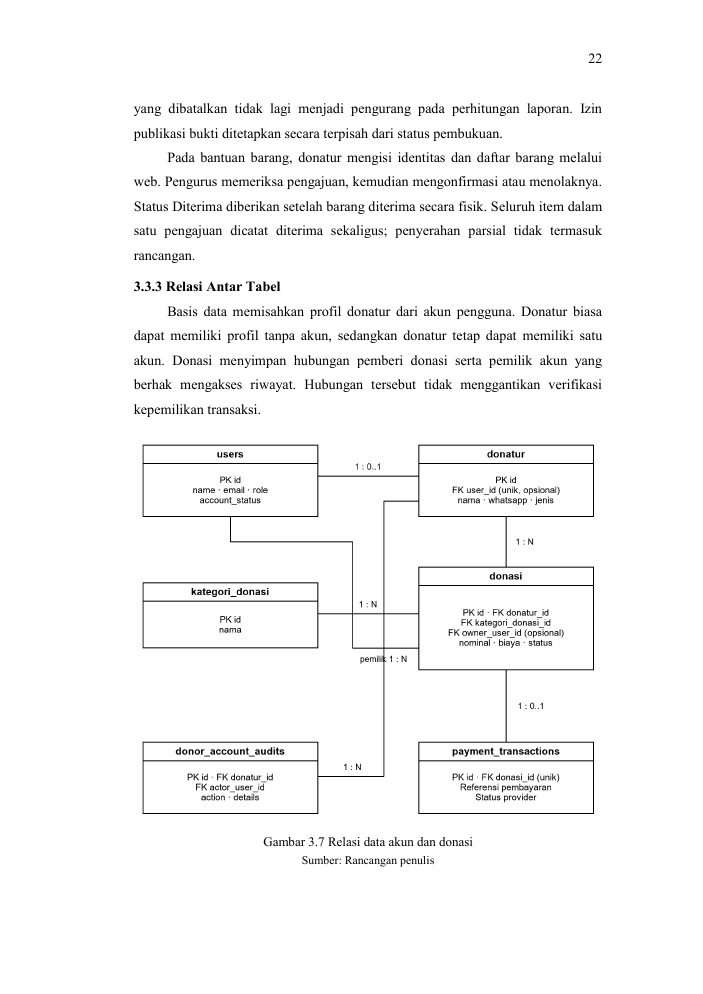 22
yang dibatalkan tidak lagi menjadi pengurang pada perhitungan laporan. Izin
publikasi bukti ditetapkan secara terpisah dari status pembukuan.
Pada bantuan barang, donatur mengisi identitas dan daftar barang melalui
web. Pengurus memeriksa pengajuan, kemudian mengonfirmasi atau menolaknya.
Status Diterima diberikan setelah barang diterima secara fisik. Seluruh item dalam
satu pengajuan dicatat diterima sekaligus; penyerahan parsial tidak termasuk
rancangan.
3.3.3 Relasi Antar Tabel
Basis data memisahkan profil donatur dari akun pengguna. Donatur biasa
dapat memiliki profil tanpa akun, sedangkan donatur tetap dapat memiliki satu
akun. Donasi menyimpan hubungan pemberi donasi serta pemilik akun yang
berhak mengakses riwayat. Hubungan tersebut tidak menggantikan verifikasi
kepemilikan transaksi.
users
PK id
name · email · role
account_status
1 : 0..1
donatur
PK id
FK user_id (unik, opsional)
nama · whatsapp · jenis
1 : N
kategori_donasi
PK id
nama
1 : N
donasi
PK id · FK donatur_id
FK kategori_donasi_id
FK owner_user_id (opsional)
nominal · biaya · status
pemilik 1 : N
1 : 0..1
donor_account_audits
PK id · FK donatur_id
FK actor_user_id
action · details
1 : N
payment_transactions
PK id · FK donasi_id (unik)
Referensi pembayaran
Status provider
Gambar 3.7 Relasi data akun dan donasi
Sumber: Rancangan penulis